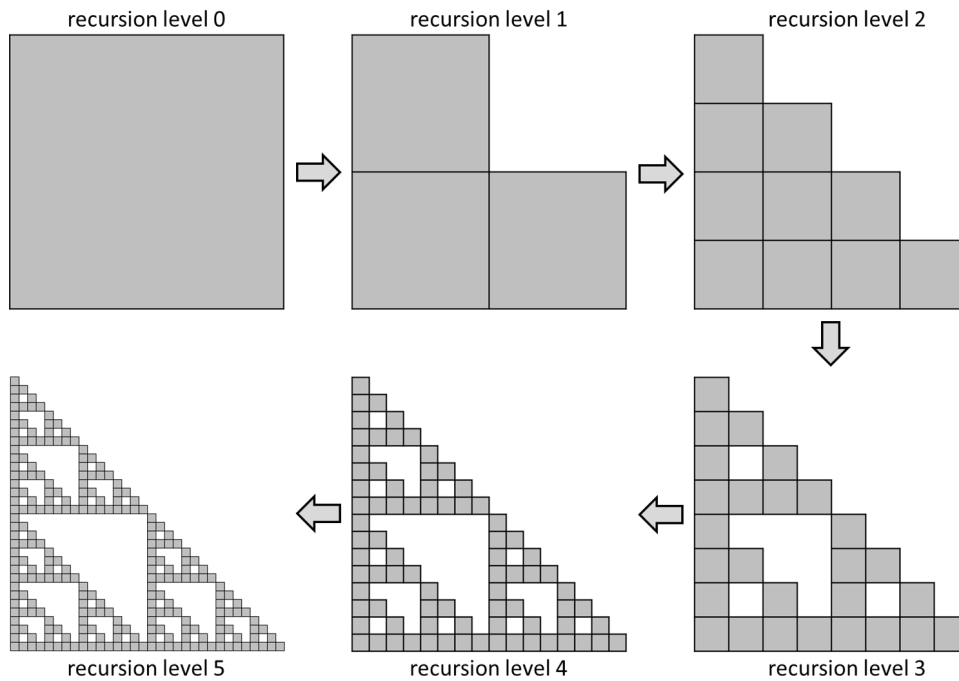 recursion level 0
recursion level 1
recursion level 2
recursion level 5
recursion level 4
recursion level 3